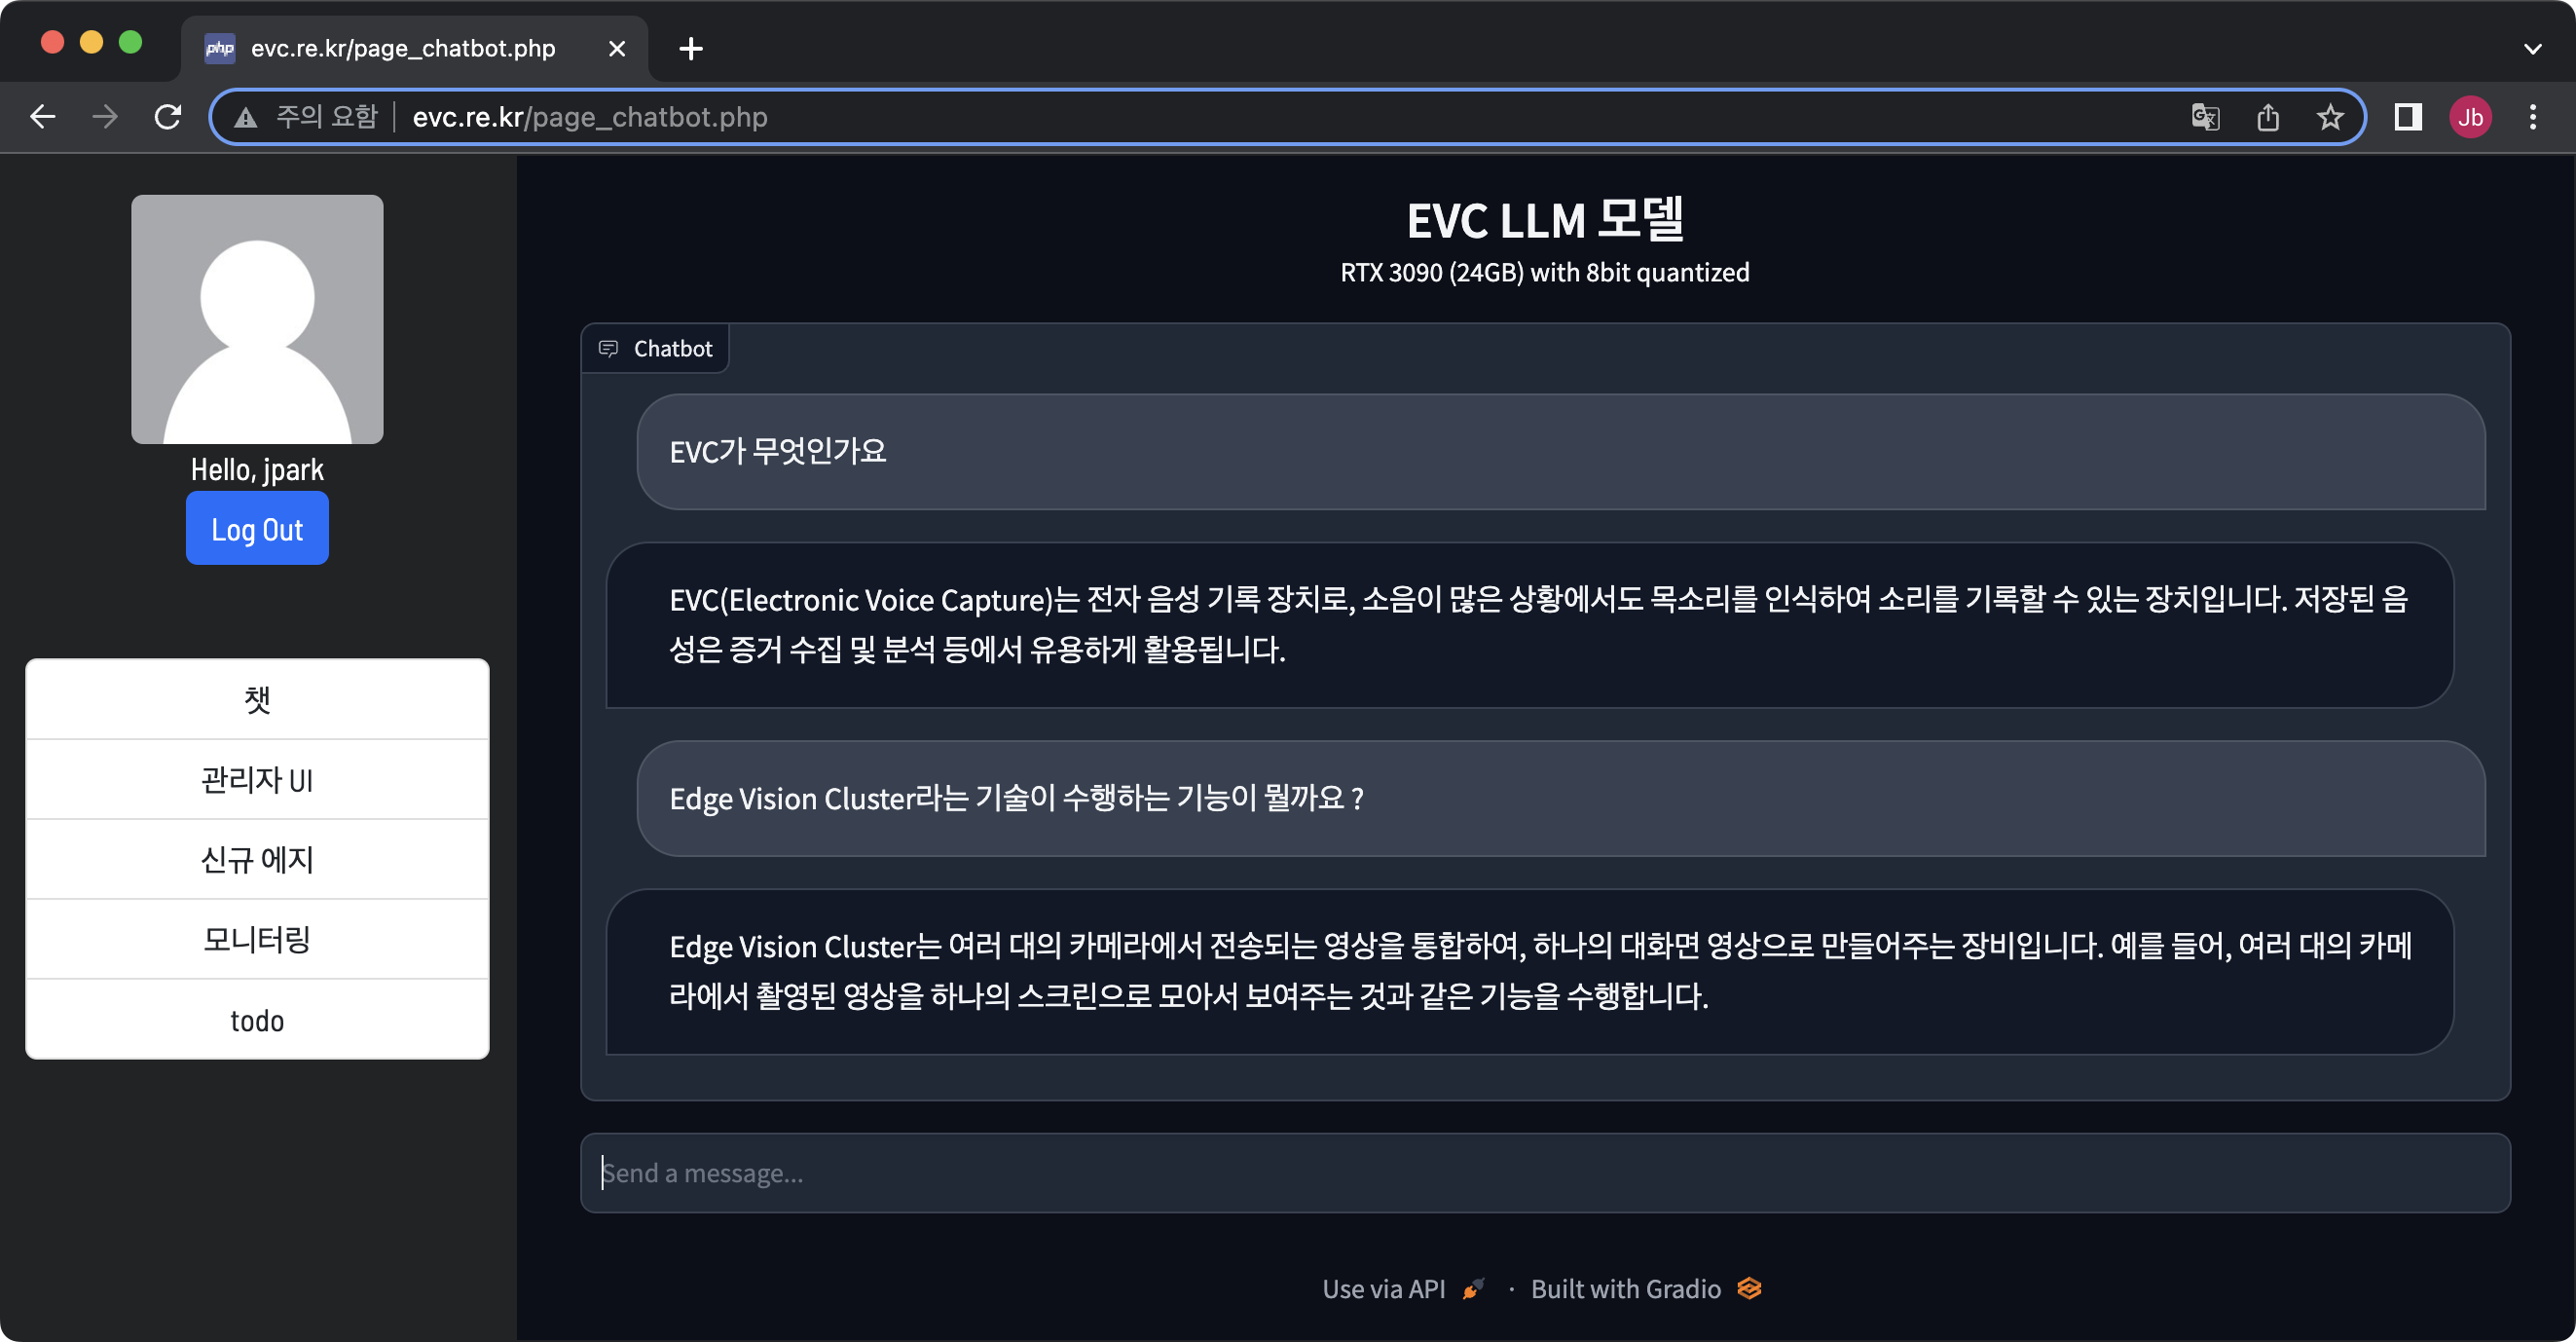 php evc.re.kr/page_chatbot.php
주의 요함 evc.re.kr/page_chatbot.php Jb
Hello, jpark
Log Out
챗
관리자 UI
신규 에지
모니터링
todo
EVC LLM 모델
RTX 3090 (24GB) with 8bit quantized
Chatbot
EVC가 무엇인가요
EVC(Electronic Voice Capture)는 전자 음성 기록 장치로, 소음이 많은 상황에서도 목소리를 인식하여 소리를 기록할 수 있는 장치입니다. 저장된 음
성은 증거 수집 및 분석 등에서 유용하게 활용됩니다.
Edge Vision Cluster라는 기술이 수행하는 기능이 뭘까요 ?
Edge Vision Cluster는 여러 대의 카메라에서 전송되는 영상을 통합하여, 하나의 대화면 영상으로 만들어주는 장비입니다. 예를 들어, 여러 대의 카메
라에서 촬영된 영상을 하나의 스크린으로 모아서 보여주는 것과 같은 기능을 수행합니다.
Send a message...
Use via API · Built with Gradio